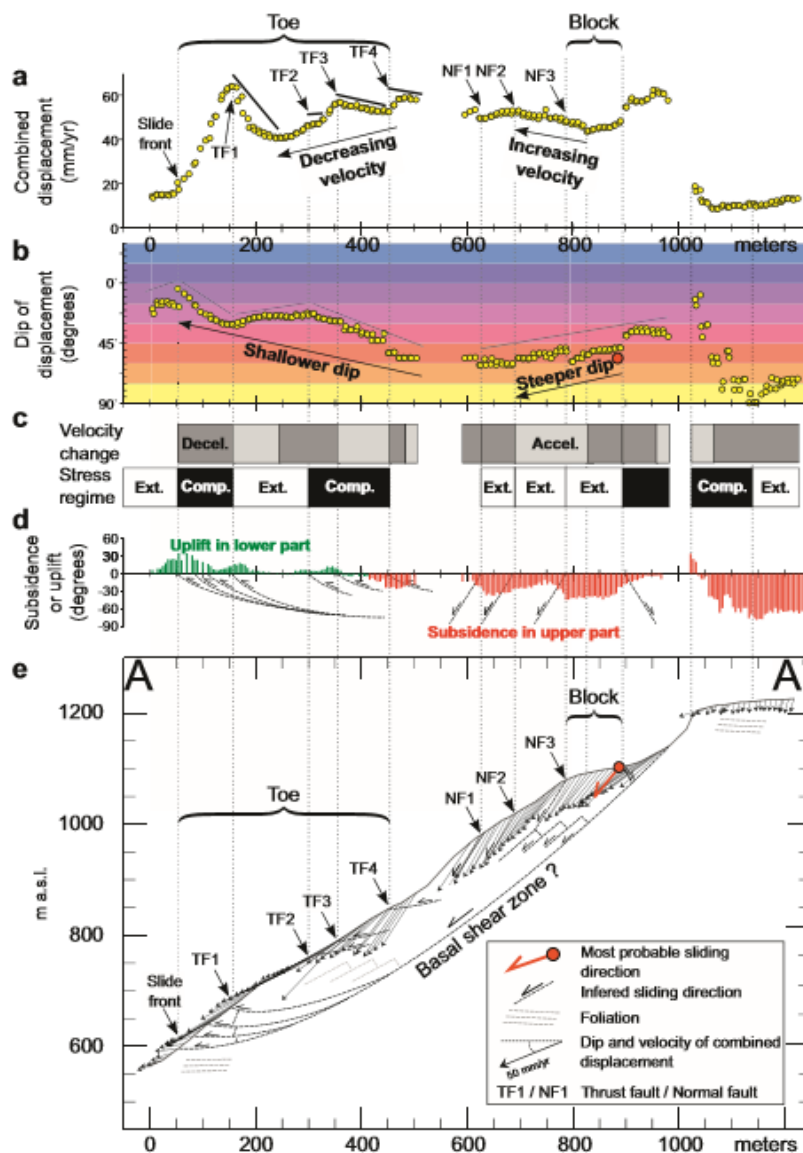 Toe
Block
a
TF4
TF3
TF2
NF1 NF2
NF3
Combined
displacement
(mm/yr)
60
40
20
0
Slide
front
TF1
Decreasing
velocity
Increasing
velocity
0 200 400 600 800 1000 meters
b
Dip of
displacement
(degrees)
0°
45°
90°
Shallower dip
Steeper dip
c
Velocity
change
Decel.
Accel.
Stress
regime
Ext. Comp. Ext. Comp. Ext. Ext. Ext. Comp. Ext.
d
Subsidence
or uplift
(degrees)
60
30
0
-30
-60
-90
Uplift in lower part
Subsidence in upper part
e
A
A
Block
1200
1000
800
600
m a.s.l.
NF3
NF2
NF1
Toe
TF4
TF3
TF2
TF1
Slide
front
Basal shear zone ?
Most probable sliding
direction
Infered sliding direction
Foliation
Dip and velocity of combined
displacement
50 mm/yr
TF1 / NF1 Thrust fault / Normal fault
0 200 400 600 800 1000 meters